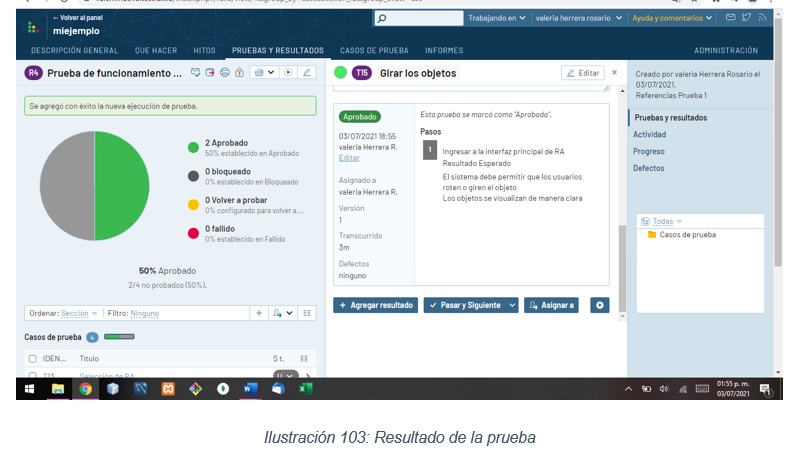 ← Volver al panel
miejemplo
Trabajando en
valeria herrera rosario
Ayuda y comentarios
DESCRIPCIÓN GENERAL
QUE HACER
HITOS
PRUEBAS Y RESULTADOS
CASOS DE PRUEBA
INFORMES
ADMINISTRACIÓN
R4 Prueba de funcionamiento ...
Se agregó con éxito la nueva ejecución de prueba.
2 Aprobado
50% establecido en Aprobado
0 bloqueado
0% establecido en Bloqueado
0 Volver a probar
0% configurado para volver a ...
0 fallido
0% establecido en Fallido
50% Aprobado
2/4 no probados (50%).
Ordenar: Sección Filtro: Ninguno
Casos de prueba 4
IDEN... Título S t.
T13 Selección de RA
T15 Girar los objetos
Editar
Aprobado
03/07/2021 18:55
valeria Herrera R.
Editar
Asignado a
valeria Herrera R.
Versión
1
Transcurrido
3m
Defectos
ninguno
Esta prueba se marcó como "Aprobada".
Pasos
1 Ingresar a la interfaz principal de RA
Resultado Esperado
El sistema debe permitir que los usuarios
roten o giren el objeto
Los objetos se visualizan de manera clara
+ Agregar resultado
Pasar y Siguiente
Asignar a
Creado por valeria Herrera Rosario el
03/07/2021.
Referencias Prueba 1
Pruebas y resultados
Actividad
Progreso
Defectos
Todas
Casos de prueba
01:55 p. m.
03/07/2021
1
Ilustración 103: Resultado de la prueba